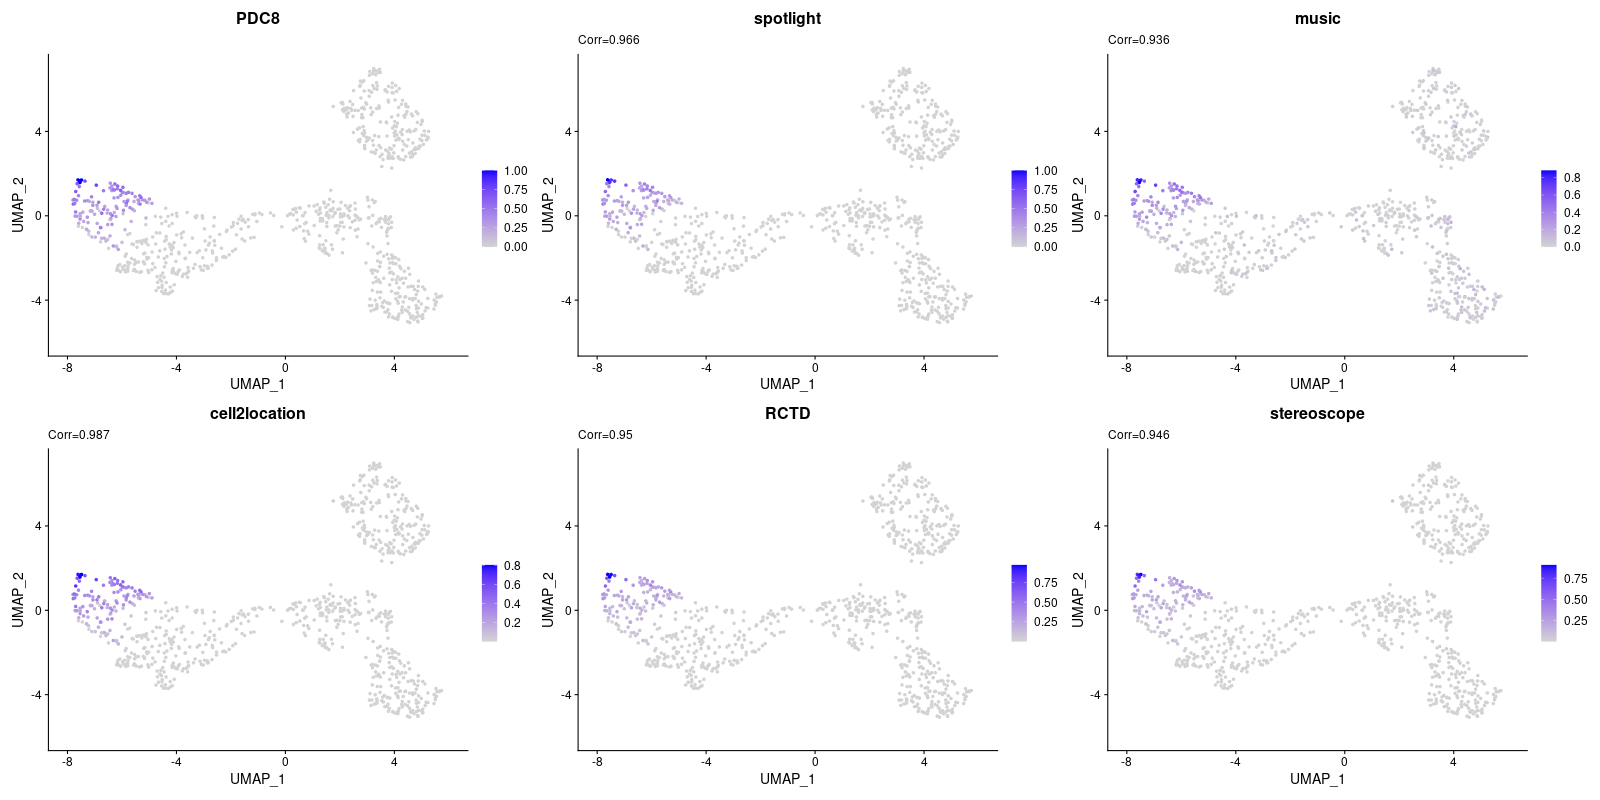 PDC8
UMAP_2
4
0
-4
-8
-4
0
4
UMAP_1
1.00
0.75
0.50
0.25
0.00
spotlight
Corr=0.966
UMAP_2
4
0
-4
-8
-4
0
4
UMAP_1
1.00
0.75
0.50
0.25
0.00
music
Corr=0.936
UMAP_2
4
0
-4
-8
-4
0
4
UMAP_1
0.8
0.6
0.4
0.2
0.0
cell2location
Corr=0.987
UMAP_2
4
0
-4
-8
-4
0
4
UMAP_1
0.8
0.6
0.4
0.2
RCTD
Corr=0.95
UMAP_2
4
0
-4
-8
-4
0
4
UMAP_1
0.75
0.50
0.25
stereoscope
Corr=0.946
UMAP_2
4
0
-4
-8
-4
0
4
UMAP_1
0.75
0.50
0.25